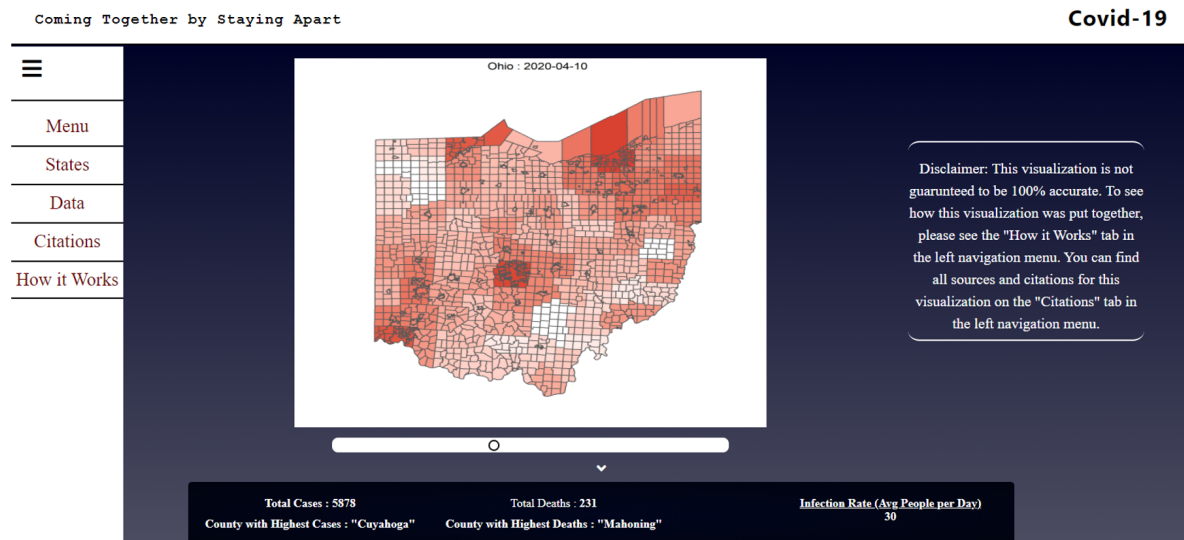 Coming Together by Staying Apart
Covid-19
Menu
States
Data
Citations
How it Works
Ohio : 2020-04-10
Disclaimer: This visualization is not
guarunteed to be 100% accurate. To see
how this visualization was put together,
please see the "How it Works" tab in
the left navigation menu. You can find
all sources and citations for this
visualization on the "Citations" tab in
the left navigation menu.
Total Cases : 5878
County with Highest Cases : "Cuyahoga"
Total Deaths : 231
County with Highest Deaths : "Mahoning"
Infection Rate (Avg People per Day)
30